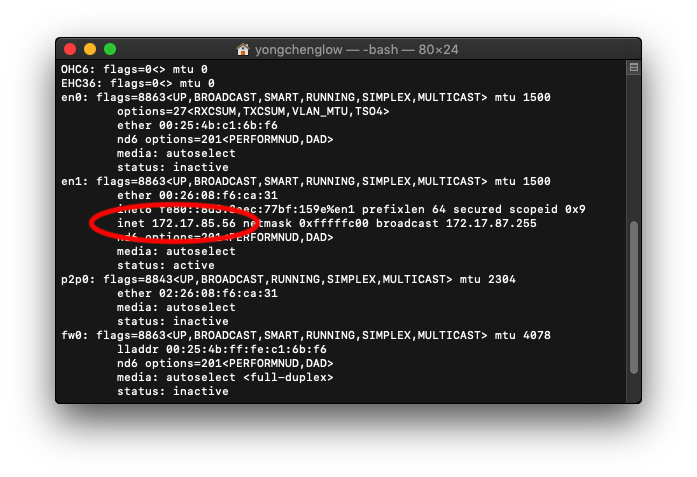 yongchenglow — -bash — 80×24
OHC6: flags=0<> mtu 0
EHC36: flags=0<> mtu 0
en0: flags=8863<UP,BROADCAST,SMART,RUNNING,SIMPLEX,MULTICAST> mtu 1500
options=27<RXCSUM,TXCSUM,VLAN_MTU,TSO4>
ether 00:25:4b:c1:6b:f6
nd6 options=201<PERFORMNUD,DAD>
media: autoselect
status: inactive
en1: flags=8863<UP,BROADCAST,SMART,RUNNING,SIMPLEX,MULTICAST> mtu 1500
ether 00:26:08:f6:ca:31
inet6 prefixlen 64 secured scopeid 0x9
inet 172.17.85.56 netmask 0xfffffc00 broadcast 172.17.87.255
nd6 options=201<PERFORMNUD,DAD>
media: autoselect
status: active
p2p0: flags=8843<UP,BROADCAST,RUNNING,SIMPLEX,MULTICAST> mtu 2304
ether 02:26:08:f6:ca:31
media: autoselect
status: inactive
fw0: flags=8863<UP,BROADCAST,SMART,RUNNING,SIMPLEX,MULTICAST> mtu 4078
lladdr 00:25:4b:ff:fe:c1:6b:f6
nd6 options=201<PERFORMNUD,DAD>
media: autoselect <full-duplex>
status: inactive